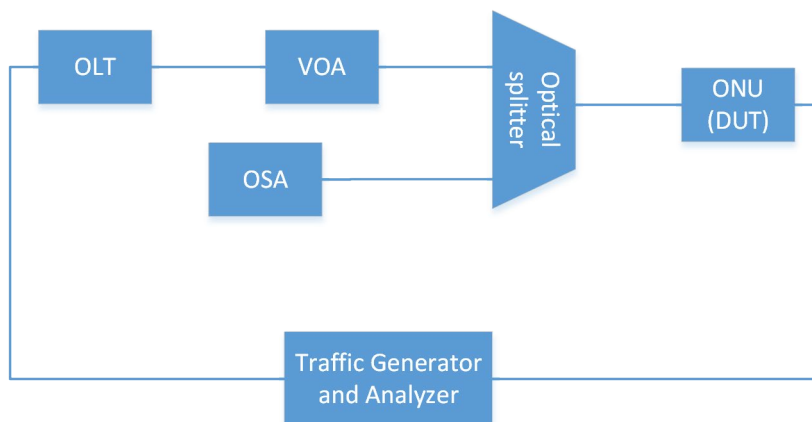 OLT
VOA
Optical
splitter
ONU
(DUT)
OSA
Traffic Generator
and Analyzer